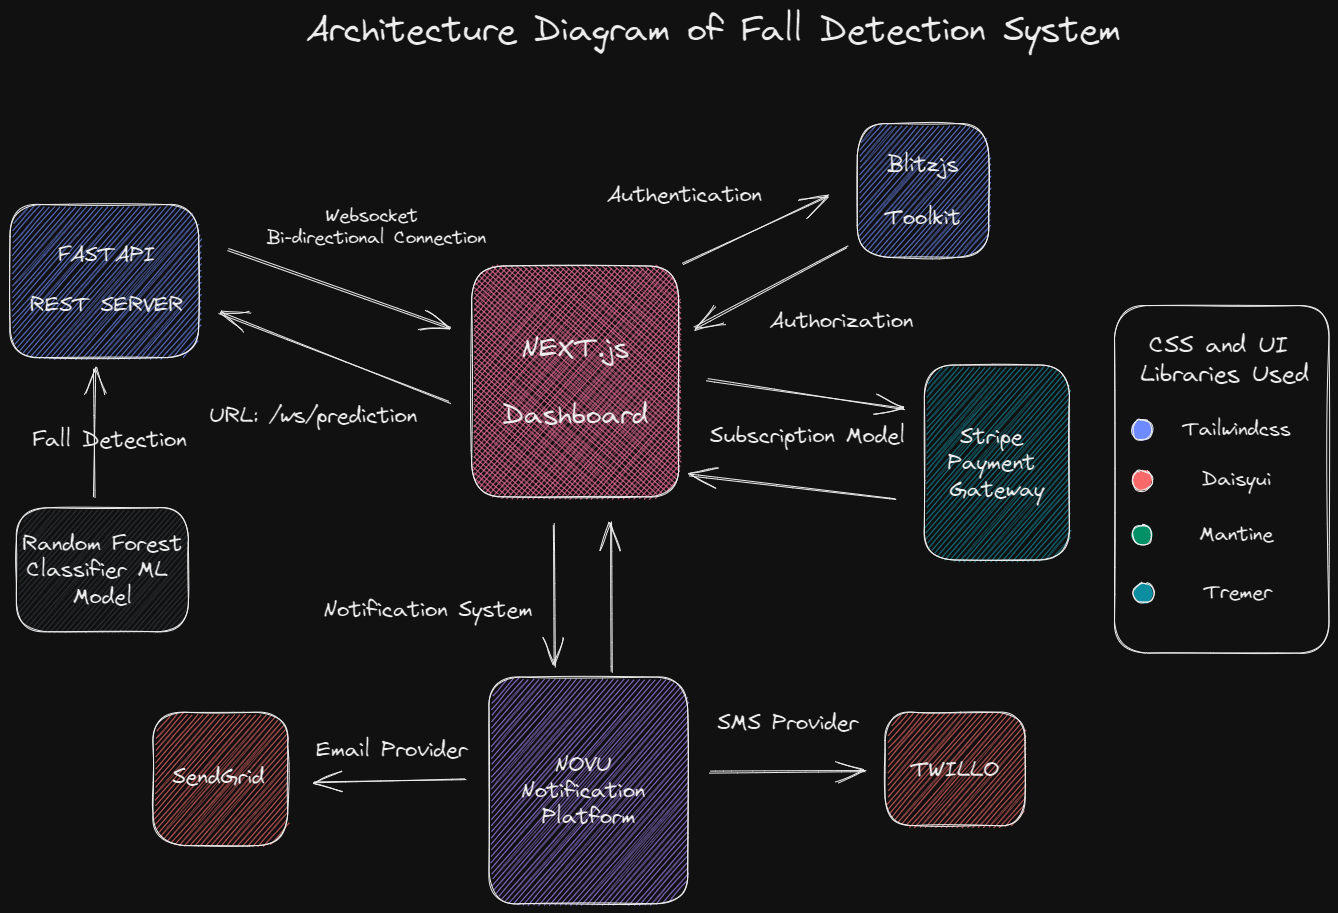 Architecture Diagram of Fall Detection System
Blitzjs
Toolkit
Authentication
Websocket
Bi-directional Connection
FASTAPI
REST SERVER
Authorization
NEXT.js
Dashboard
CSS and UI
Libraries Used
Tailwindcss
Daisyui
Mantine
Tremer
URL: /ws/prediction
Fall Detection
Subscription Model
Stripe
Payment
Gateway
Random Forest
Classifier ML
Model
Notification System
SMS Provider
Email Provider
SendGrid
NOVU
Notification
Platform
TWILLO